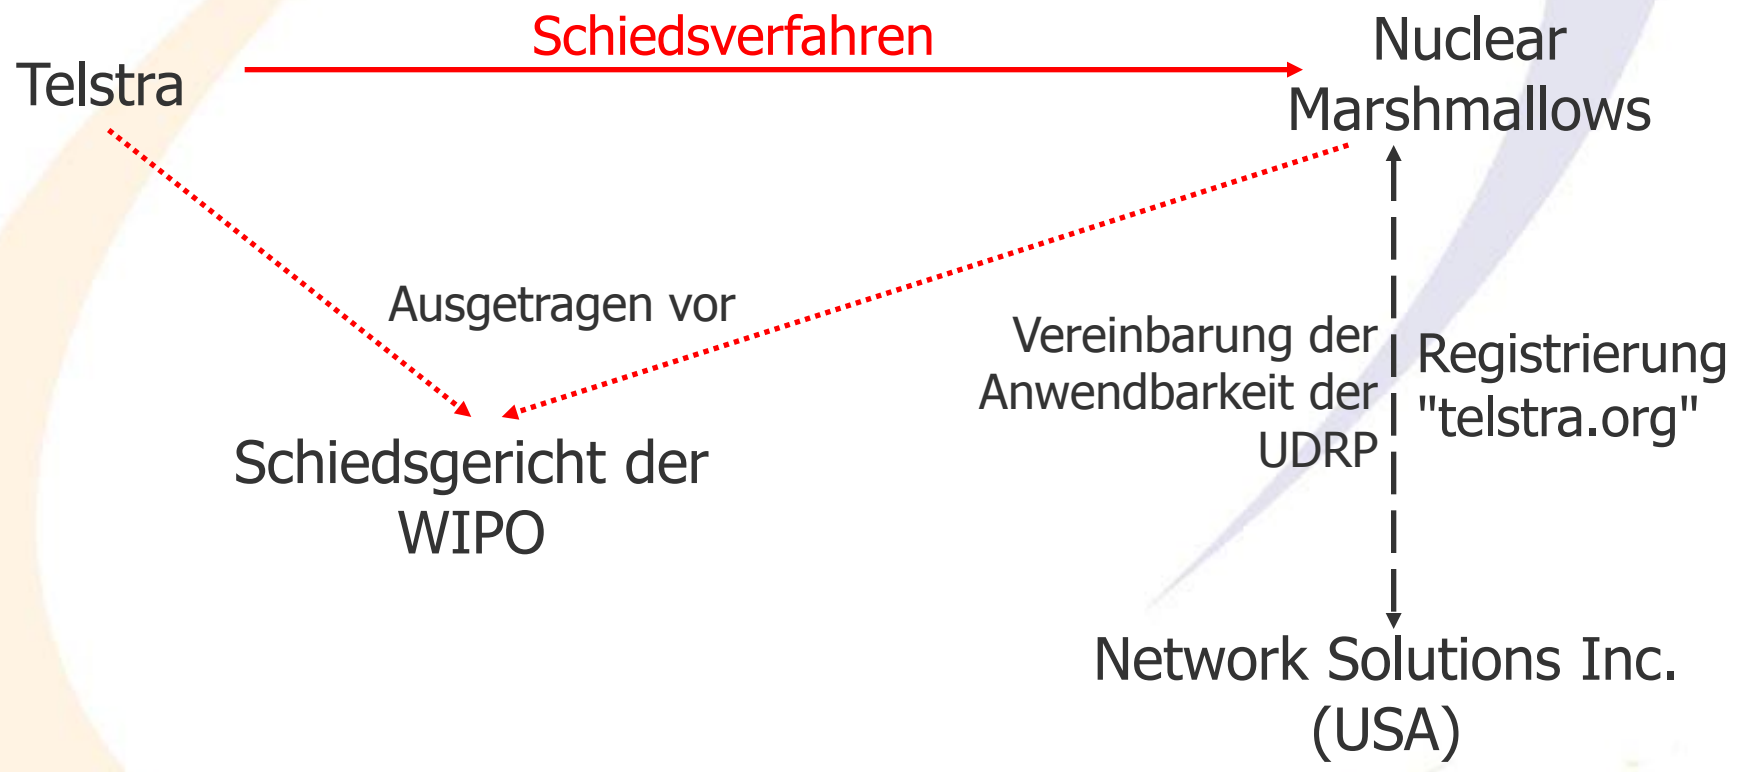 Schiedsverfahren
Telstra
Nuclear
Marshmallows
Ausgetragen vor
Vereinbarung der
Anwendbarkeit der
UDRP
Registrierung
"telstra.org"
Schiedsgericht der
WIPO
Network Solutions Inc.
(USA)